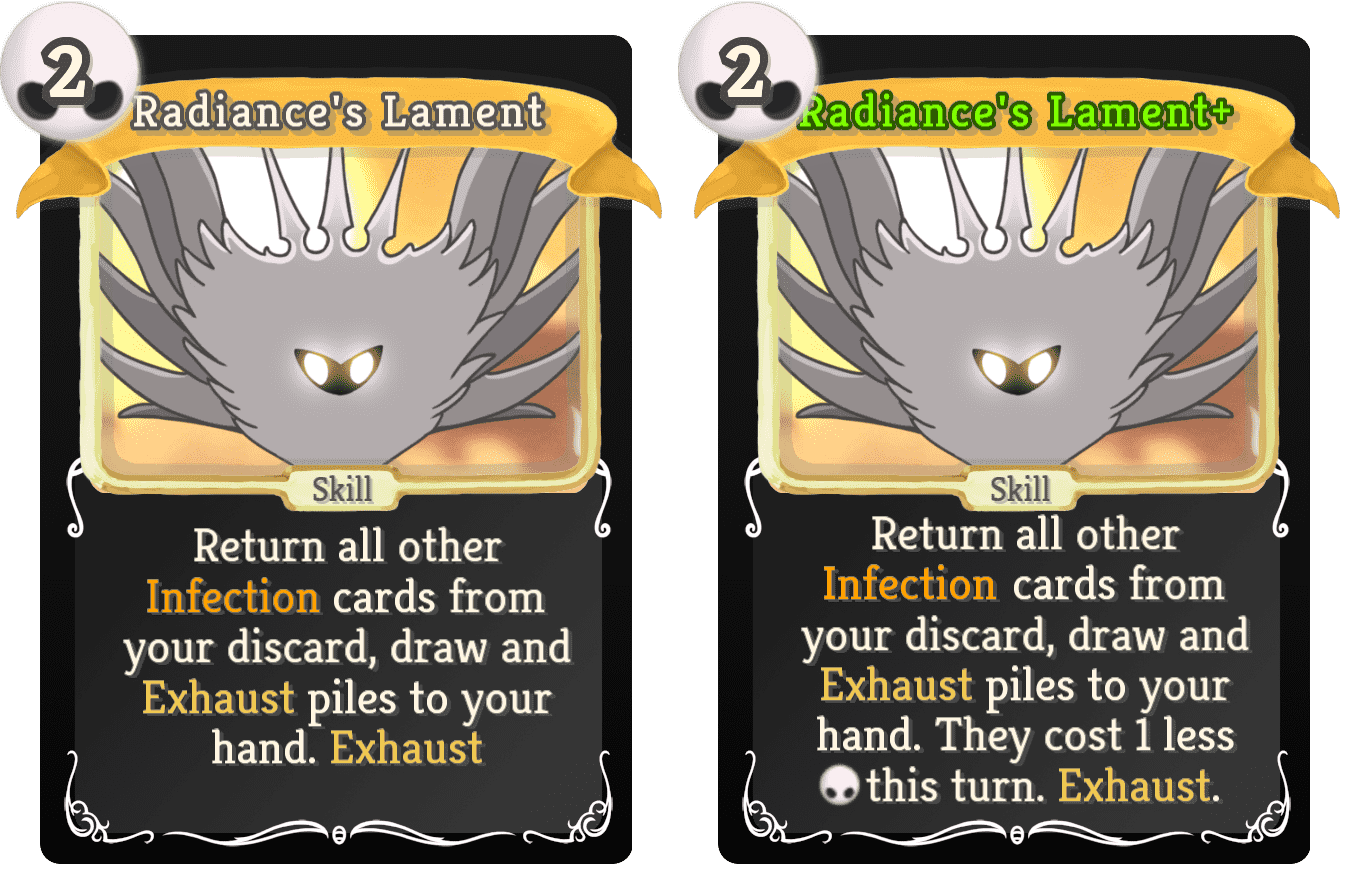 2
Radiance's Lament
Skill
Return all other
Infection cards from
your discard, draw and
Exhaust piles to your
hand. Exhaust
2
Radiance's Lament+
Skill
Return all other
Infection cards from
your discard, draw and
Exhaust piles to your
hand. They cost 1 less
this turn. Exhaust.